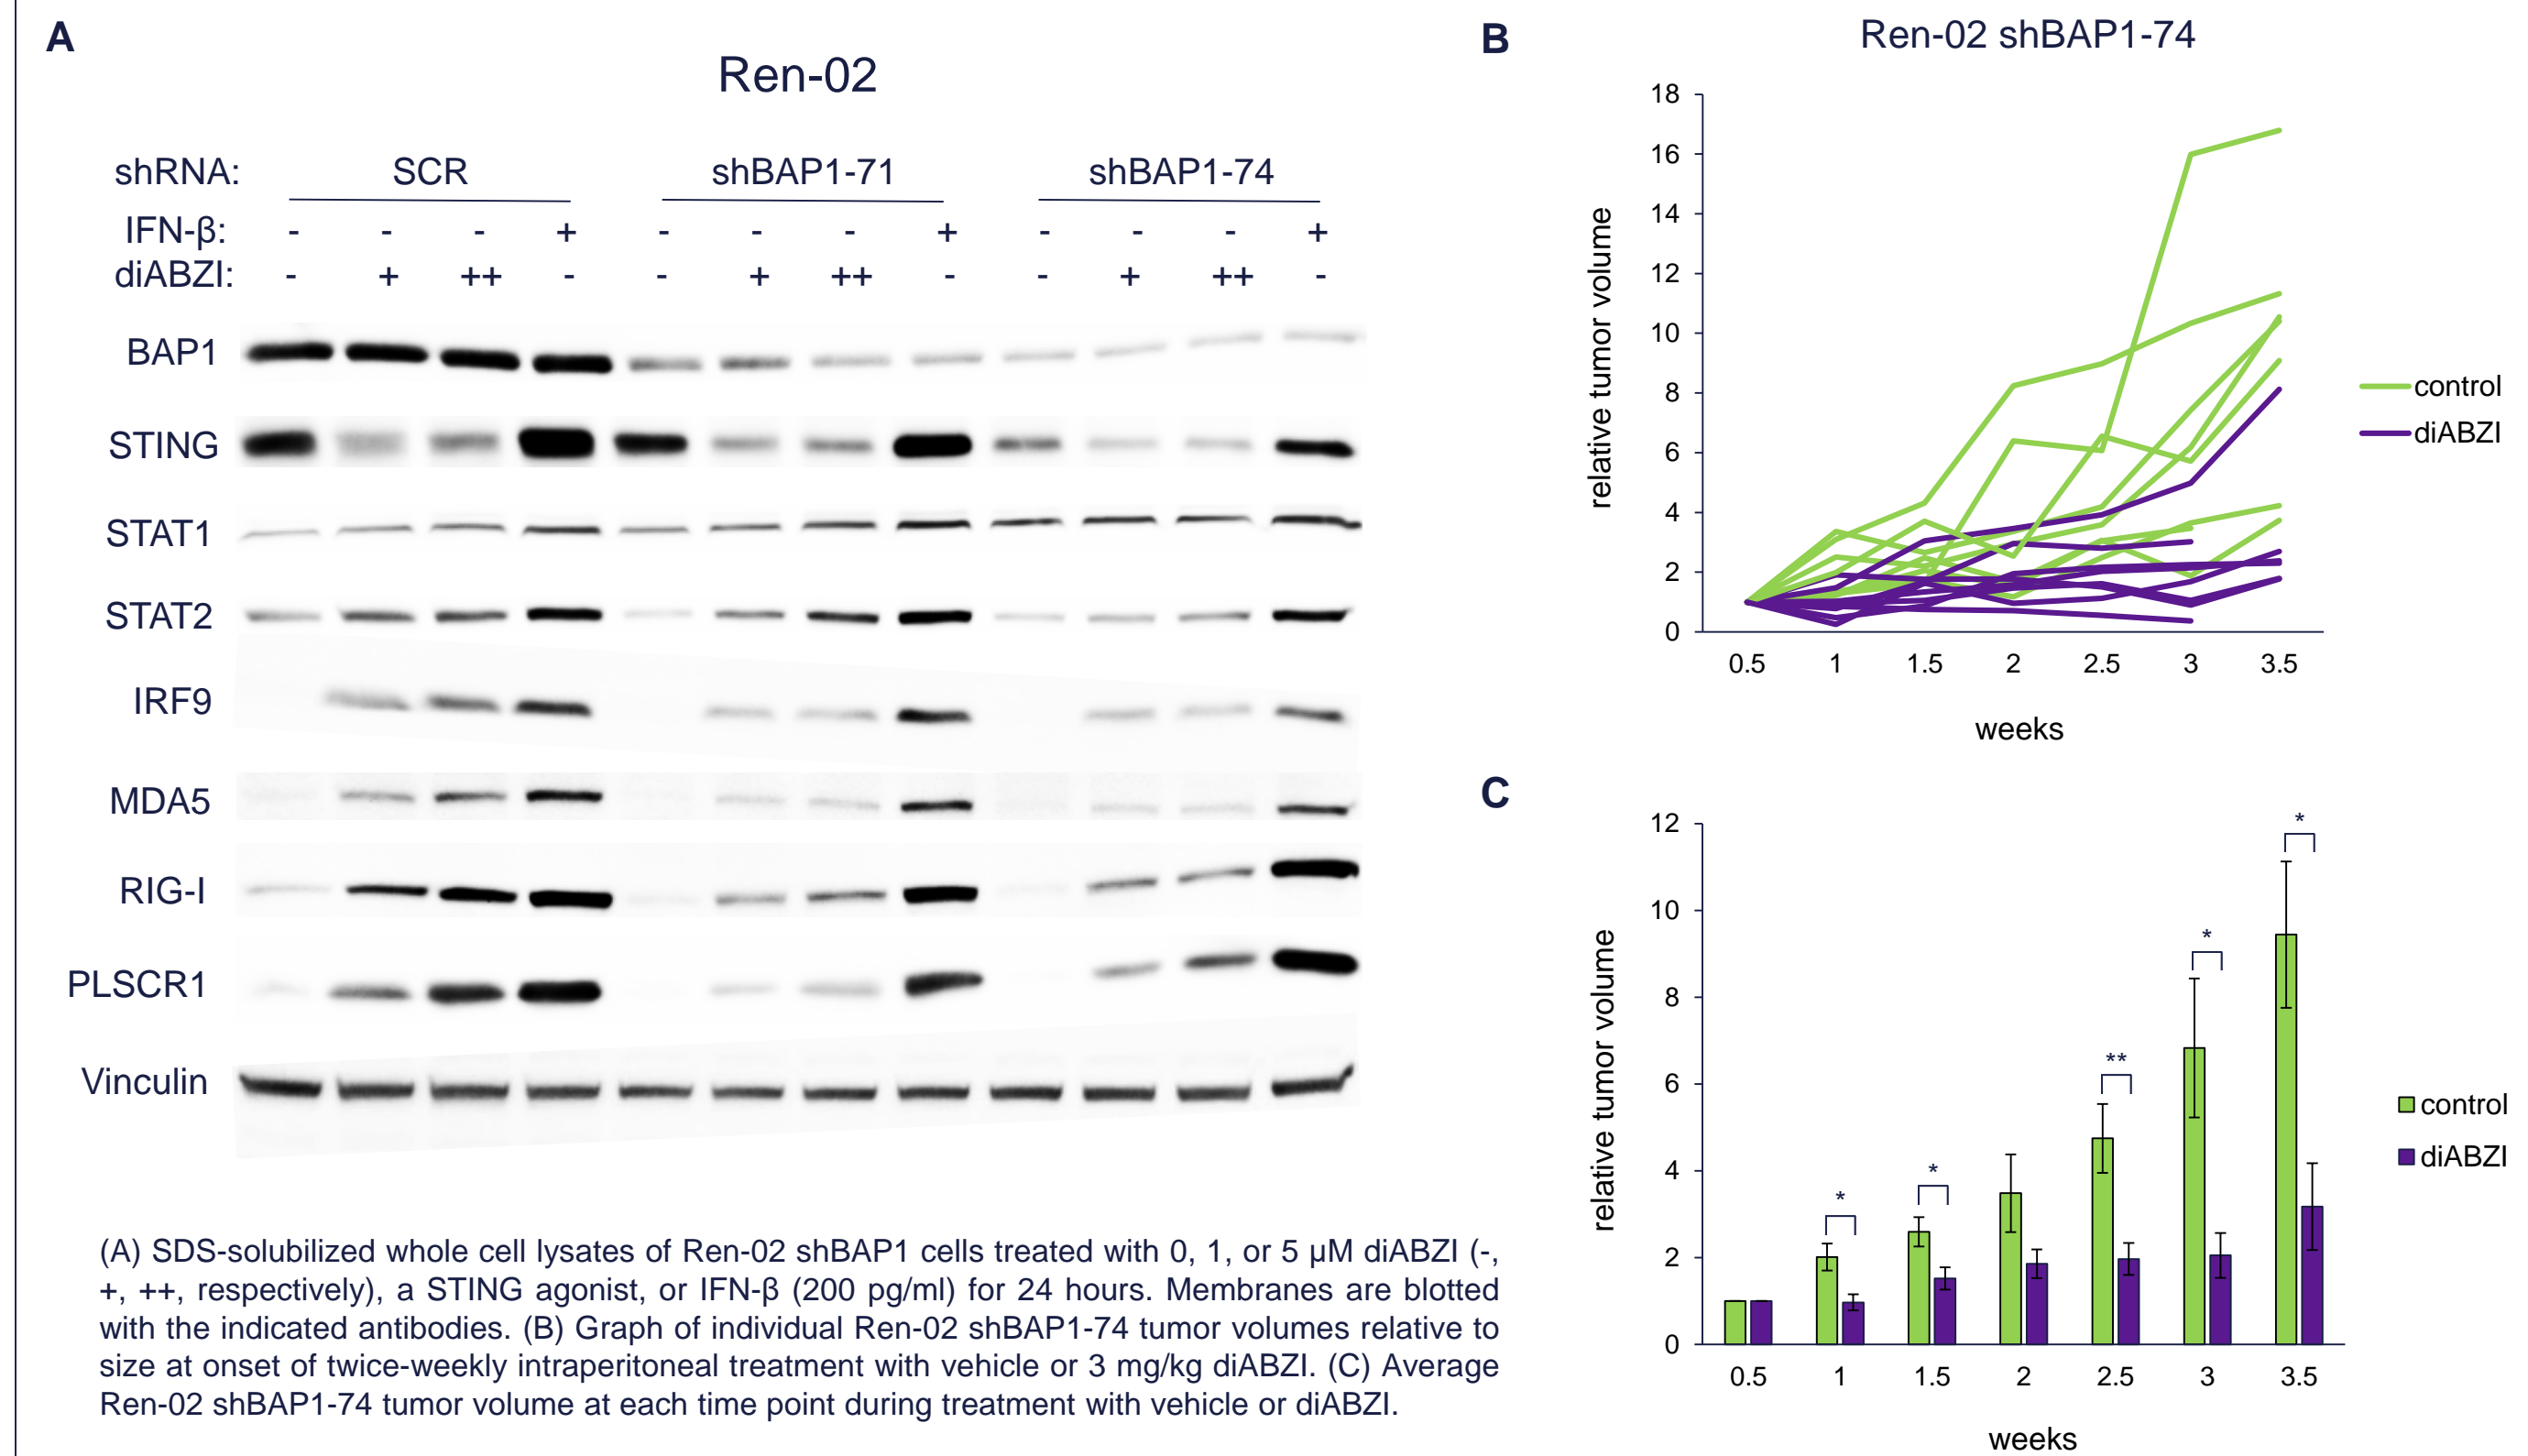 A
Ren-02
shRNA: SCR shBAP1-71 shBAP1-74
IFN-β: - - - + - - - + - - - +
diABZI: - + ++ - - + ++ - - + ++ -
BAP1
STING
STAT1
STAT2
IRF9
MDA5
RIG-I
PLSCR1
Vinculin
(A) SDS-solubilized whole cell lysates of Ren-02 shBAP1 cells treated with 0, 1, or 5 µM diABZI (-,
+, ++, respectively), a STING agonist, or IFN-β (200 pg/ml) for 24 hours. Membranes are blotted
with the indicated antibodies. (B) Graph of individual Ren-02 shBAP1-74 tumor volumes relative to
size at onset of twice-weekly intraperitoneal treatment with vehicle or 3 mg/kg diABZI. (C) Average
Ren-02 shBAP1-74 tumor volume at each time point during treatment with vehicle or diABZI.
B
Ren-02 shBAP1-74
relative tumor volume
18
16
14
12
10
8
6
4
2
0
0.5 1 1.5 2 2.5 3 3.5
weeks
control
diABZI
C
relative tumor volume
12
10
8
6
4
2
0
* * ** * *
0.5 1 1.5 2 2.5 3 3.5
weeks
control
diABZI